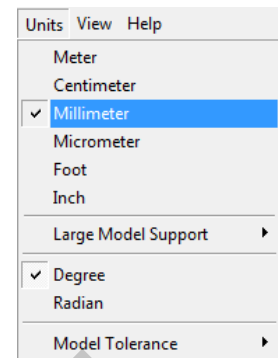 Units View Help
Meter
Centimeter
Millimeter
Micrometer
Foot
Inch
Large Model Support
Degree
Radian
Model Tolerance